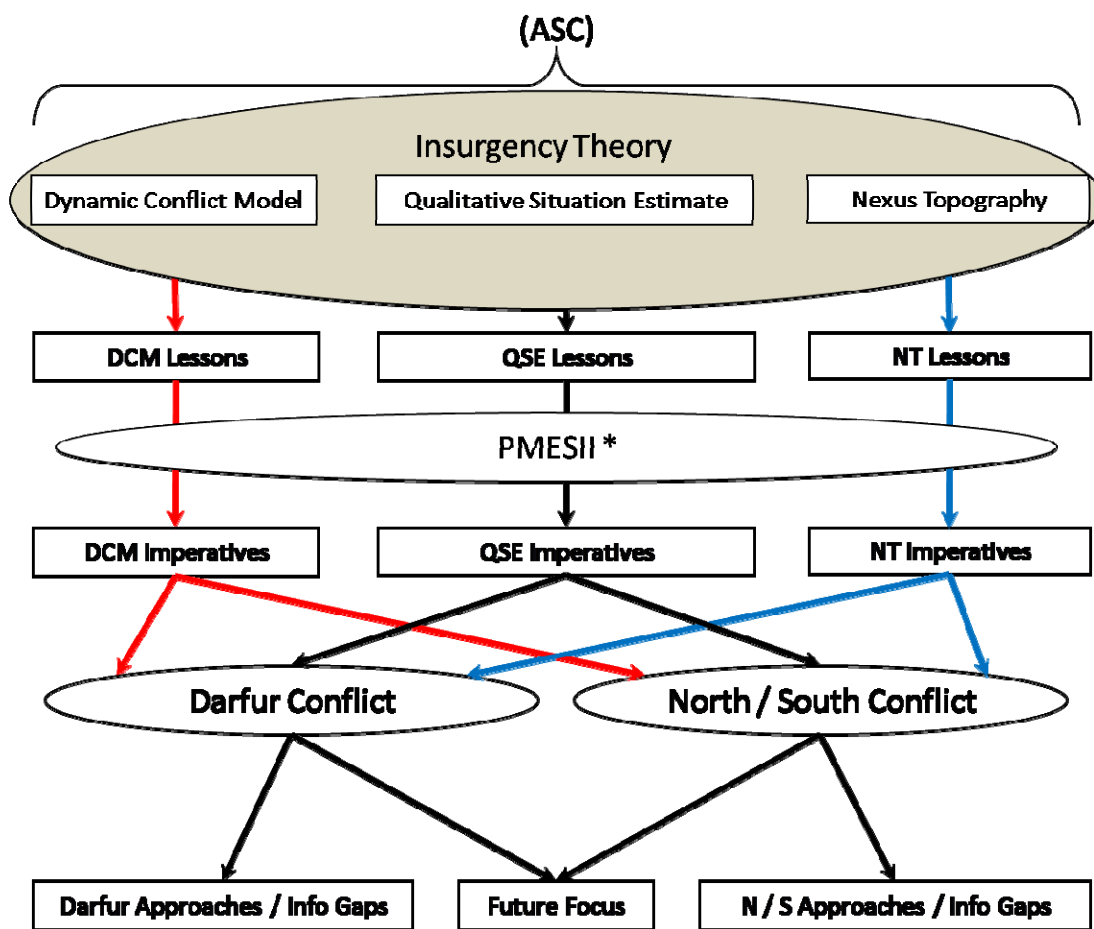 (ASC)
Insurgency Theory
Dynamic Conflict Model
Qualitative Situation Estimate
Nexus Topography
DCM Lessons
QSE Lessons
NT Lessons
PMESII *
DCM Imperatives
QSE Imperatives
NT Imperatives
Darfur Conflict
North / South Conflict
Darfur Approaches / Info Gaps
Future Focus
N / S Approaches / Info Gaps